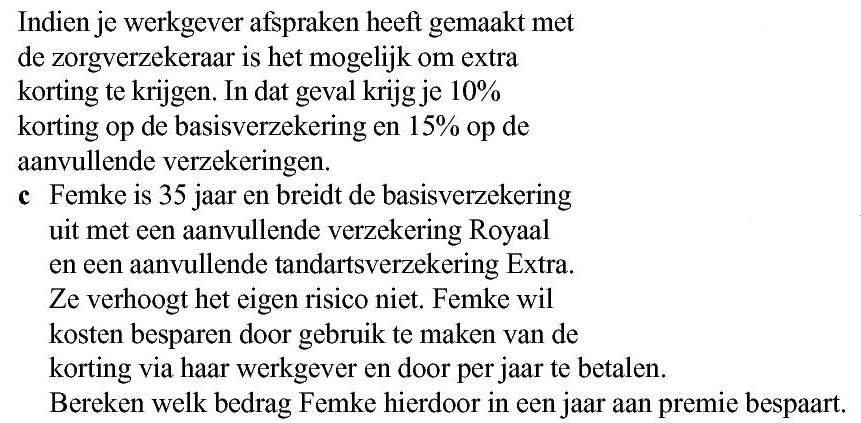 Indien je werkgever afspraken heeft gemaakt met
de zorgverzekeraar is het mogelijk om extra
korting te krijgen. In dat geval krijg je 10%
korting op de basisverzekering en 15% op de
aanvullende verzekeringen.
c Femke is 35 jaar en breidt de basisverzekering
uit met een aanvullende verzekering Royaal
en een aanvullende tandartsverzekering Extra.
Ze verhoogt het eigen risico niet. Femke wil
kosten besparen door gebruik te maken van de
korting via haar werkgever en door per jaar te betalen.
Bereken welk bedrag Femke hierdoor in een jaar aan premie bespaart.